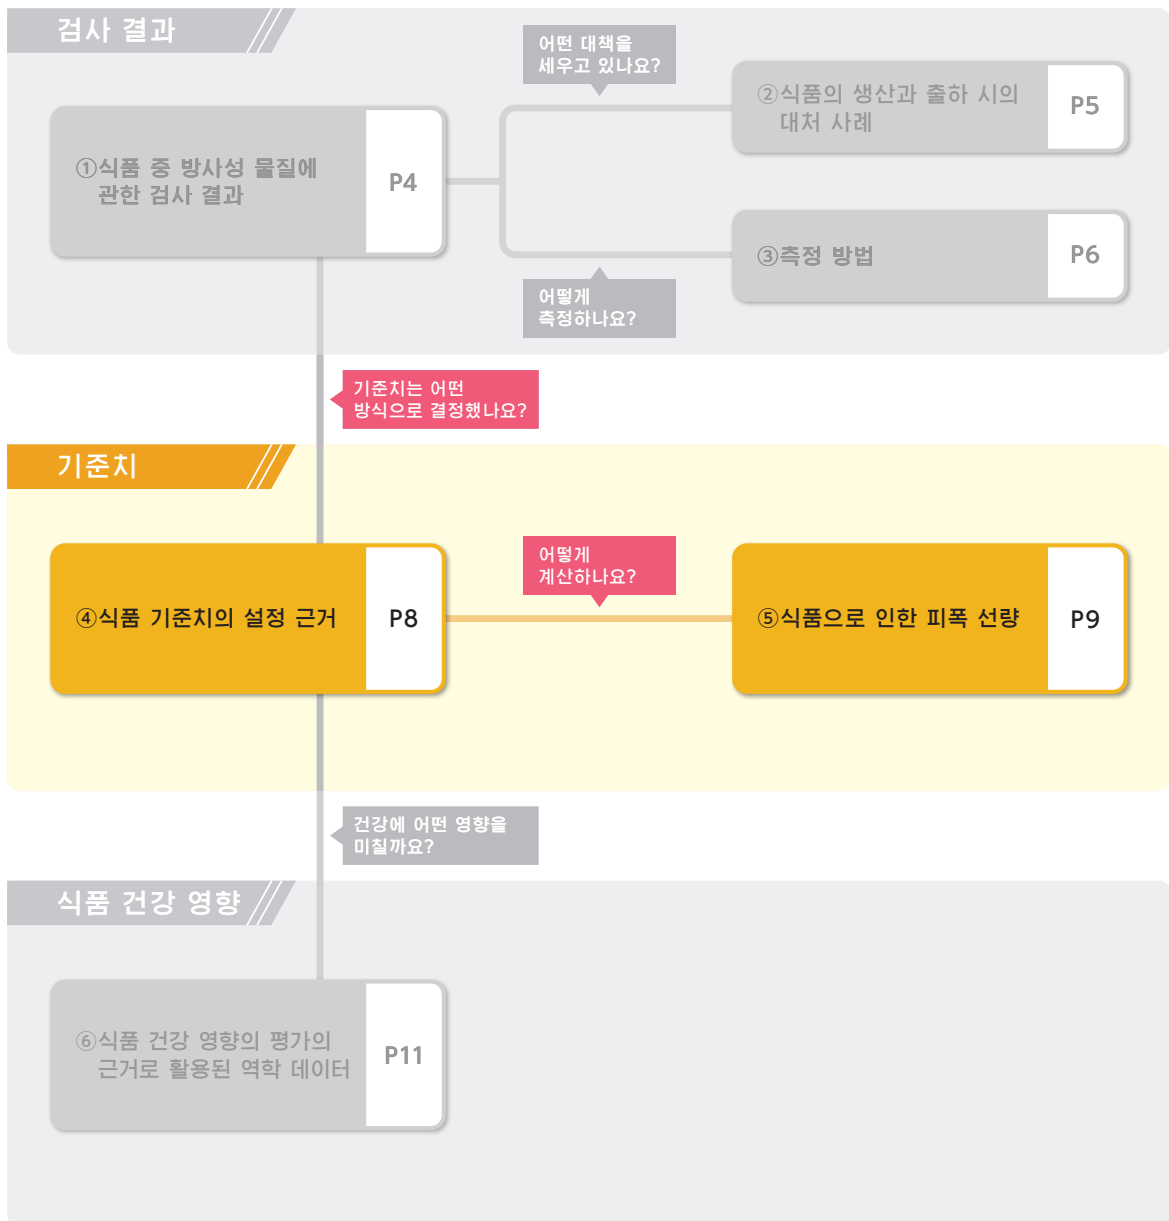 검사 결과
어떤 대책을
세우고 있나요?
②식품의 생산과 출하 시의
대처 사례
P5
①식품 중 방사성 물질에
관한 검사 결과
P4
③측정 방법
P6
어떻게
측정하나요?
기준치는 어떤
방식으로 결정했나요?
기준치
어떻게
계산하나요?
④식품 기준치의 설정 근거
P8
⑤식품으로 인한 피폭 선량
P9
건강에 어떤 영향을
미칠까요?
식품 건강 영향
⑥식품 건강 영향의 평가의
근거로 활용된 역학 데이터
P11